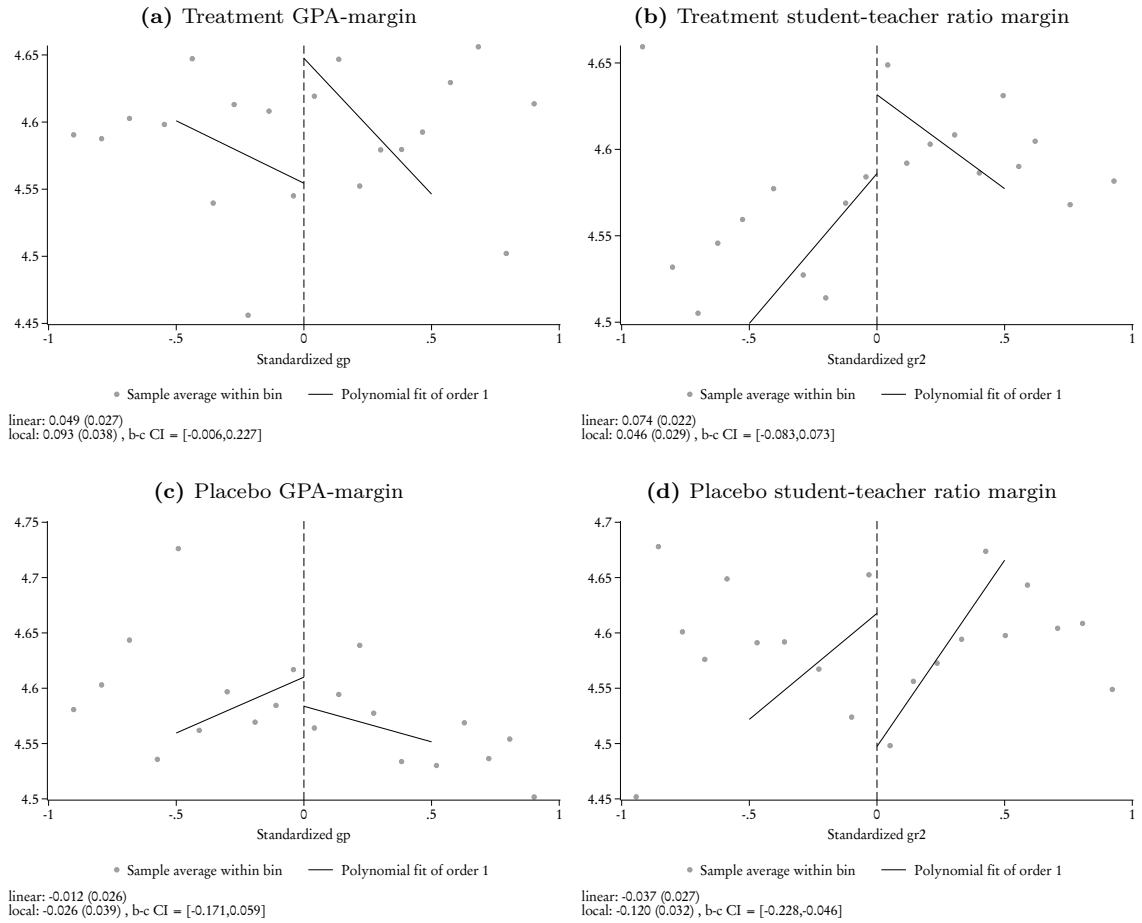 (a) Treatment GPA-margin
4.65
4.6
4.55
4.5
4.45
-1 -.5 0 .5 1
Standardized gp
Sample average within bin Polynomial fit of order 1
linear: 0.049 (0.027)
local: 0.093 (0.038) , b-c CI = [-0.006,0.227]
(b) Treatment student-teacher ratio margin
4.65
4.6
4.55
4.5
-1 -.5 0 .5 1
Standardized gr2
Sample average within bin Polynomial fit of order 1
linear: 0.074 (0.022)
local: 0.046 (0.029) , b-c CI = [-0.083,0.073]
(c) Placebo GPA-margin
4.75
4.7
4.65
4.6
4.55
4.5
-1 -.5 0 .5 1
Standardized gp
Sample average within bin Polynomial fit of order 1
linear: -0.012 (0.026)
local: -0.026 (0.039) , b-c CI = [-0.171,0.059]
(d) Placebo student-teacher ratio margin
4.7
4.65
4.6
4.55
4.5
4.45
-1 -.5 0 .5 1
Standardized gr2
Sample average within bin Polynomial fit of order 1
linear: -0.037 (0.027)
local: -0.120 (0.032) , b-c CI = [-0.228,-0.046]